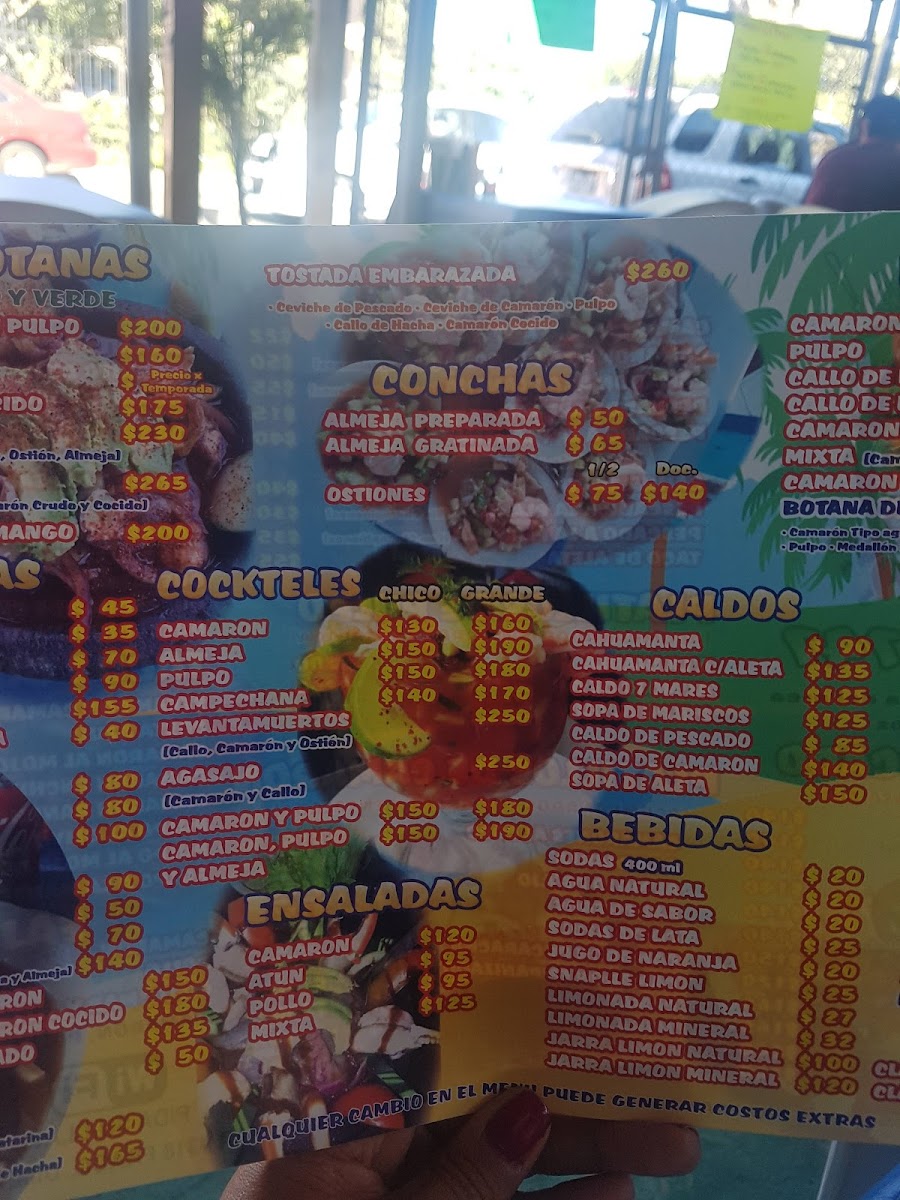 OTANAS
Y VERDE
PULPO $200
$160
$ Precio x Temporada
CIDO $175
$230
, Ostión, Almeja]
$265
arón Crudo y Cocido]
MANGO $200
TOSTADA EMBARAZADA $260
• Ceviche de Pescado • Ceviche de Camarón • Pulpo
• Callo de Hacha • Camarón Cocido
CONCHAS
ALMEJA PREPARADA $ 50
ALMEJA GRATINADA $ 65
1/2 Doc.
OSTIONES $ 75 $140
CAMARON
PULPO
CALLO DE
CALLO DE
CAMARON
MIXTA [Cam
CAMARON
BOTANA DE
• Camarón Tipo ag
• Pulpo • Medallón
AS
$ 45
$ 35
$ 70
$ 90
$155
$ 40
$ 80
$ 80
$100
$ 90
$ 50
$ 70
a y Almeja] $140
RON $150
RON COCIDO $180
$135
ADO $ 50
atarina] $120
e Hacha] $165
COCKTELES
CHICO GRANDE
CAMARON $130 $160
ALMEJA $150 $190
PULPO $150 $180
CAMPECHANA $140 $170
LEVANTAMUERTOS $250
(Callo, Camarón y Ostión)
AGASAJO $250
(Camarón y Callo)
CAMARON Y PULPO $150 $180
CAMARON, PULPO $150 $190
Y ALMEJA
ENSALADAS
CAMARON $120
ATUN $ 95
POLLO $ 95
MIXTA $125
CALDOS
CAHUAMANTA $ 90
CAHUAMANTA C/ALETA $135
CALDO 7 MARES $125
SOPA DE MARISCOS $125
CALDO DE PESCADO $ 85
CALDO DE CAMARON $140
SOPA DE ALETA $150
BEBIDAS
SODAS 400 ml $ 20
AGUA NATURAL $ 20
AGUA DE SABOR $ 20
SODAS DE LATA $ 25
JUGO DE NARANJA $ 20
SNAPLLE LIMON $ 25
LIMONADA NATURAL $ 27
LIMONADA MINERAL $ 32
JARRA LIMON NATURAL $100
JARRA LIMON MINERAL $120
CL
CL
CUALQUIER CAMBIO EN EL MENU PUEDE GENERAR COSTOS EXTRAS